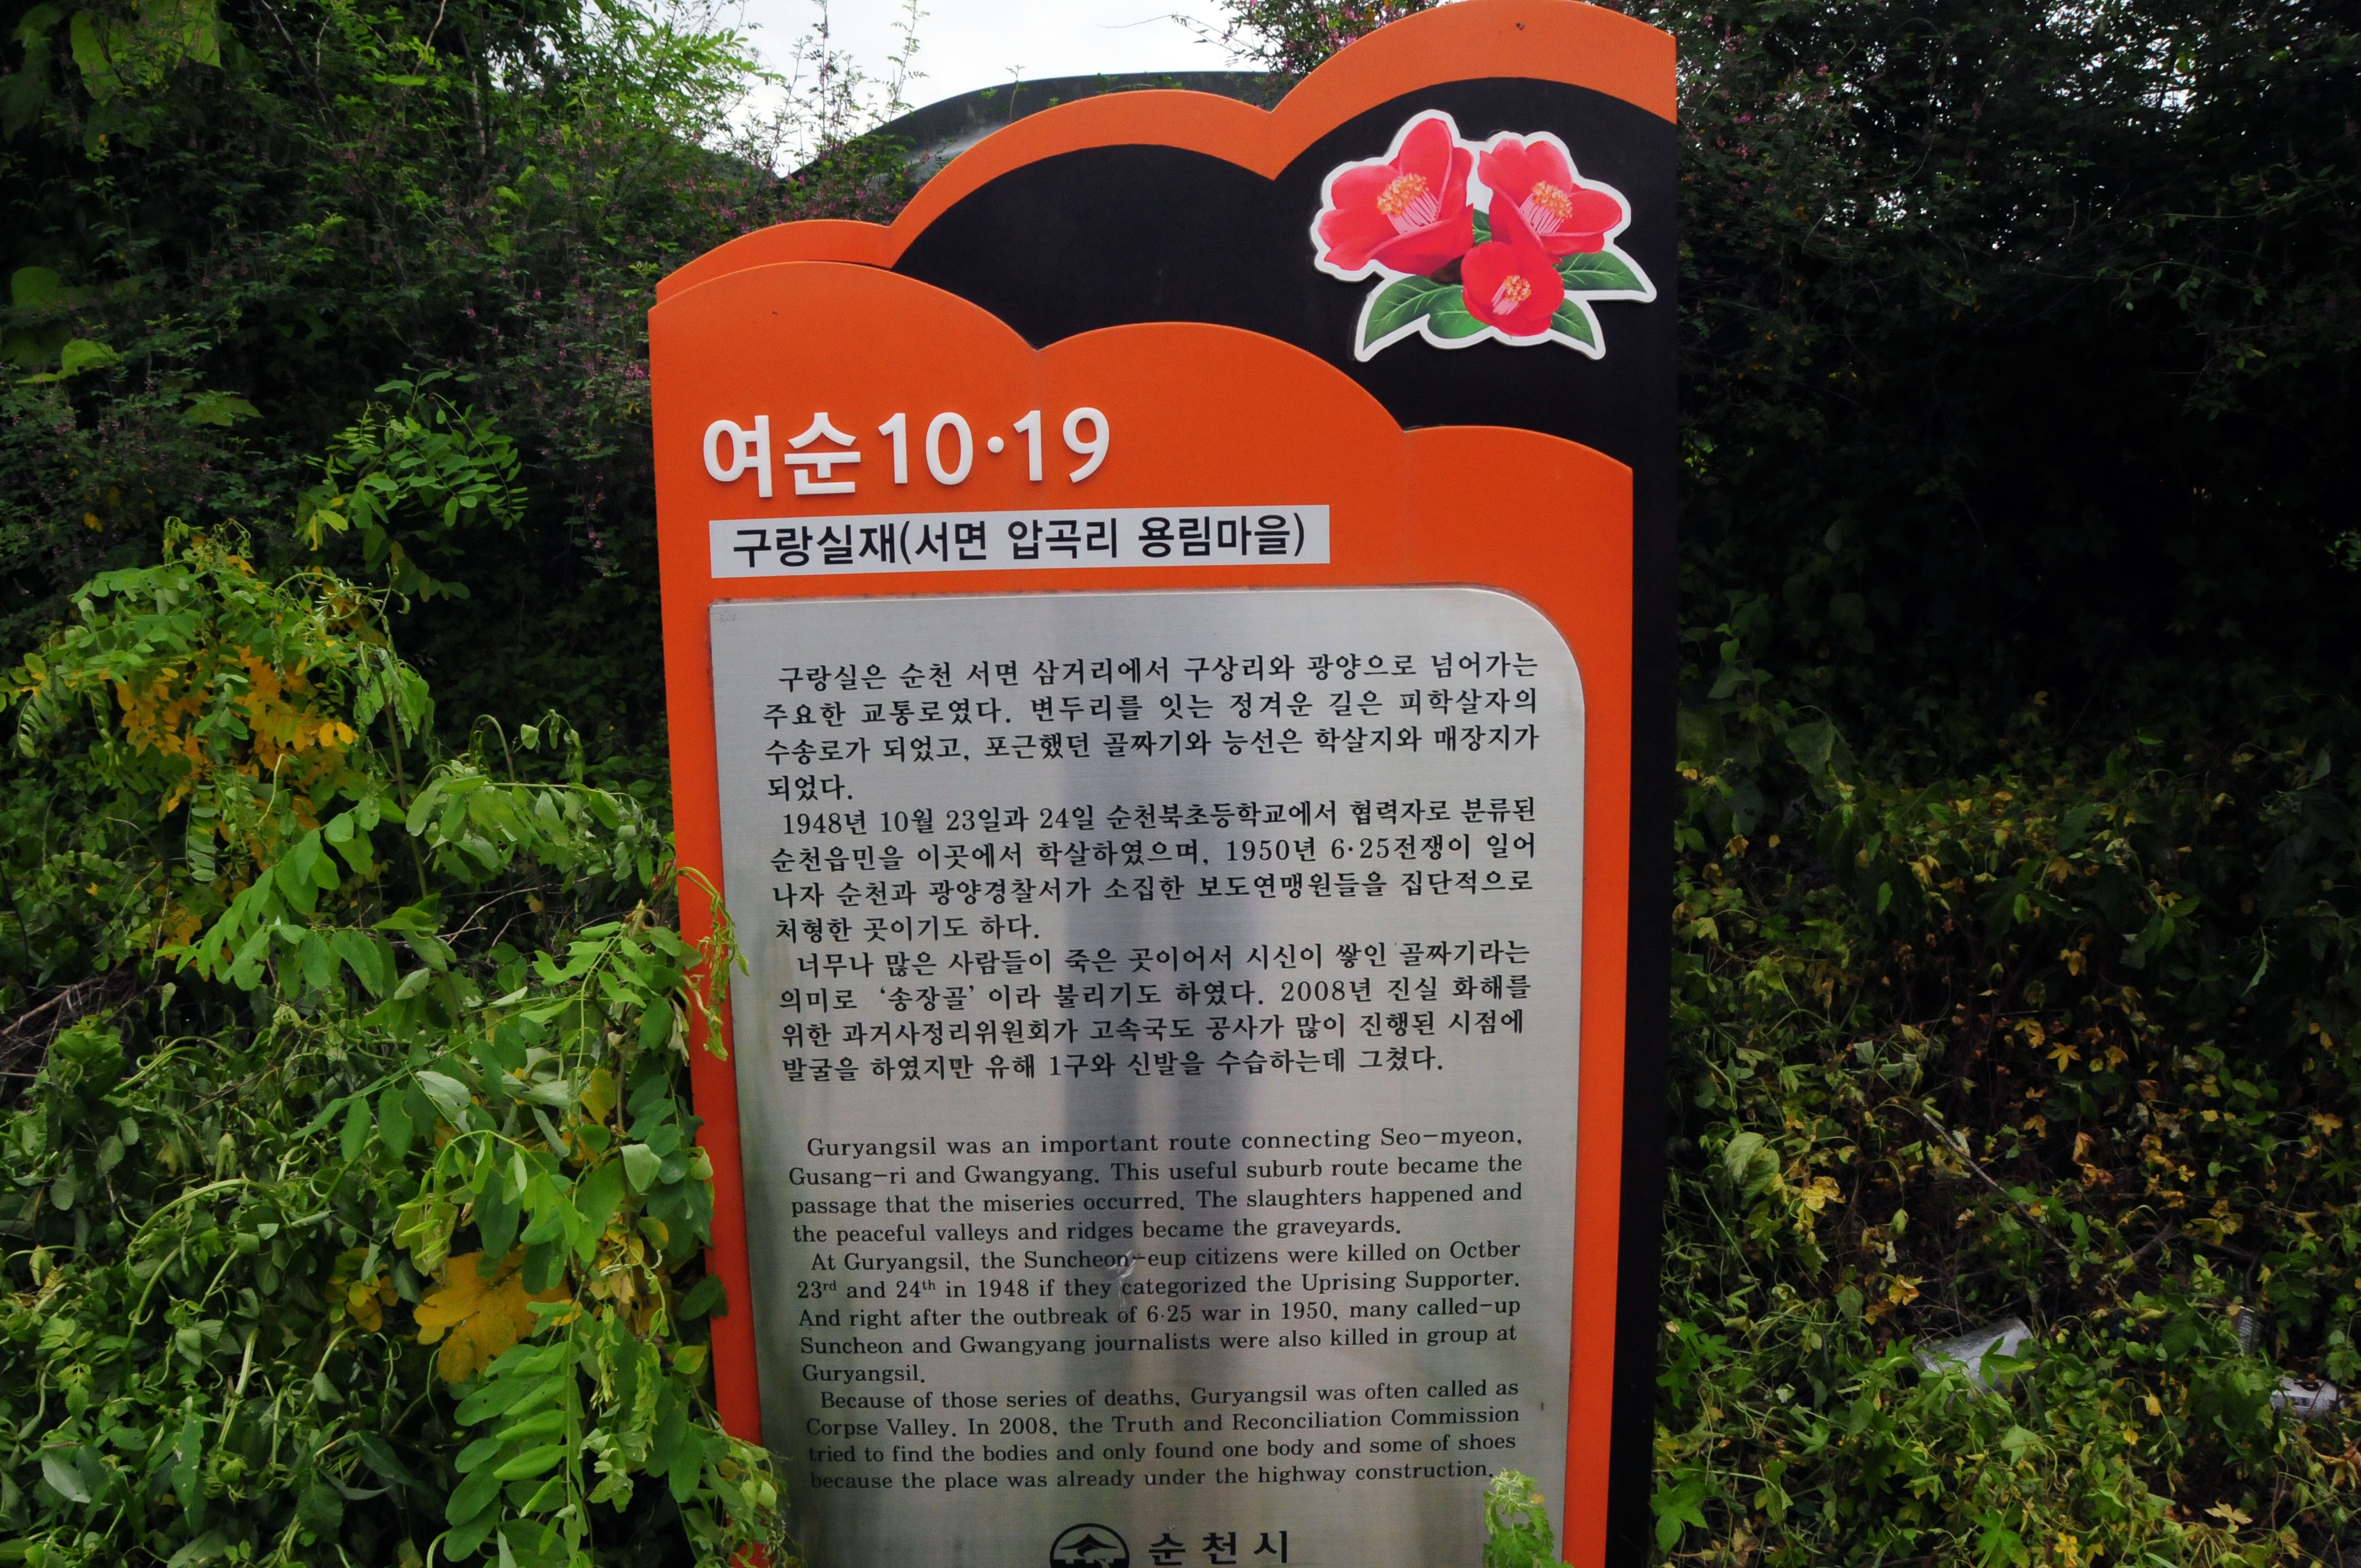 여순10·19
구랑실재(서면 압곡리 용림마을)
구랑실은 순천 서면 삼거리에서 구상리와 광양으로 넘어가는
주요한 교통로였다. 변두리를 잇는 정겨운 길은 피학살자의
수송로가 되었고, 포근했던 골짜기와 능선은 학살지와 매장지가
되었다.
1948년 10월 23일과 24일 순천북초등학교에서 협력자로 분류된
순천읍민을 이곳에서 학살하였으며, 1950년 6·25전쟁이 일어
나자 순천과 광양경찰서가 소집한 보도연맹원들을 집단적으로
처형한 곳이기도 하다.
너무나 많은 사람들이 죽은 곳이어서 시신이 쌓인 골짜기라는
의미로 ‘송장골’이라 불리기도 하였다. 2008년 진실 화해를
위한 과거사정리위원회가 고속국도 공사가 많이 진행된 시점에
발굴을 하였지만 유해 1구와 신발을 수습하는데 그쳤다.
Guryangsil was an important route connecting Seo-myeon,
Gusang-ri and Gwangyang. This useful suburb route became the
passage that the miseries occurred. The slaughters happened and
the peaceful valleys and ridges became the graveyards.
At Guryangsil, the Suncheon-eup citizens were killed on Octber
23rd and 24th in 1948 if they categorized the Uprising Supporter.
And right after the outbreak of 6·25 war in 1950, many called-up
Suncheon and Gwangyang journalists were also killed in group at
Guryangsil.
Because of those series of deaths, Guryangsil was often called as
Corpse Valley. In 2008, the Truth and Reconciliation Commission
tried to find the bodies and only found one body and some of shoes
because the place was already under the highway construction.
순천시